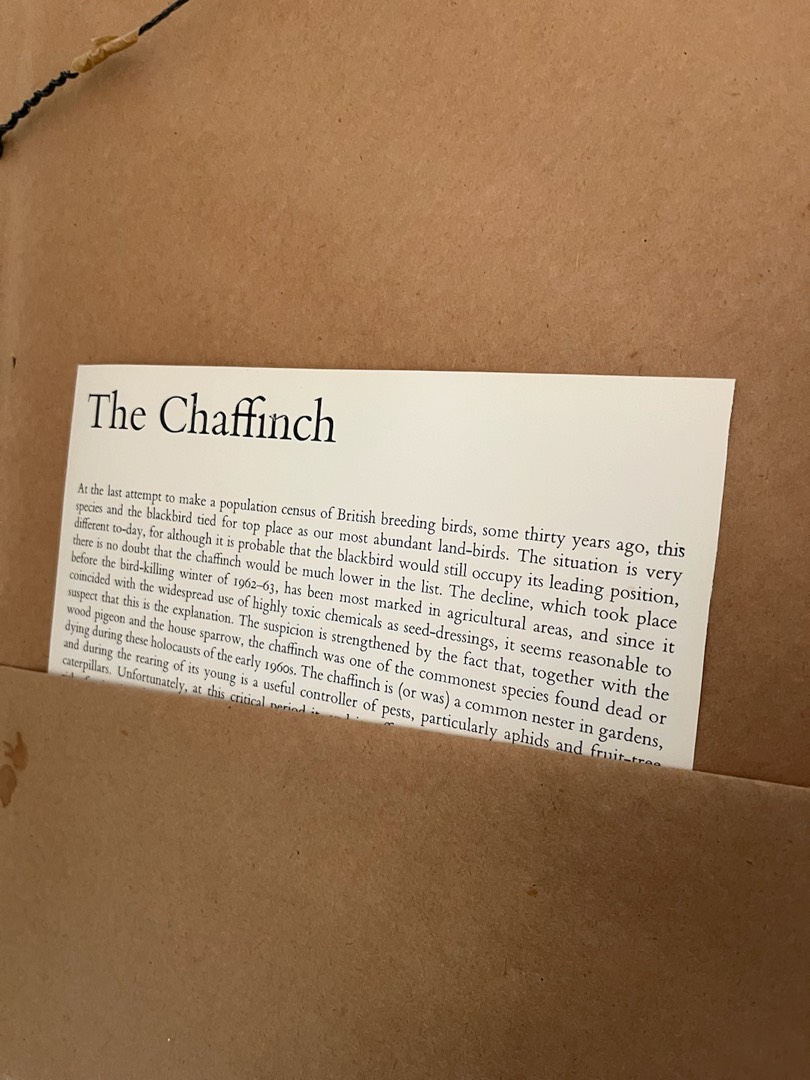 The Chaffinch
At the last attempt to make a population census of British breeding birds, some thirty years ago, this
species and the blackbird tied for top place as our most abundant land-birds. The situation is very
different to-day, for although it is probable that the blackbird would still occupy its leading position,
there is no doubt that the chaffinch would be much lower in the list. The decline, which took place
before the bird-killing winter of 1962–63, has been most marked in agricultural areas, and since it
coincided with the widespread use of highly toxic chemicals as seed-dressings, it seems reasonable to
suspect that this is the explanation. The suspicion is strengthened by the fact that, together with the
wood pigeon and the house sparrow, the chaffinch was one of the commonest species found dead or
dying during these holocausts of the early 1960s. The chaffinch is (or was) a common nester in gardens,
and during the rearing of its young is a useful controller of pests, particularly aphids and fruit-tree
caterpillars. Unfortunately, at this critical period